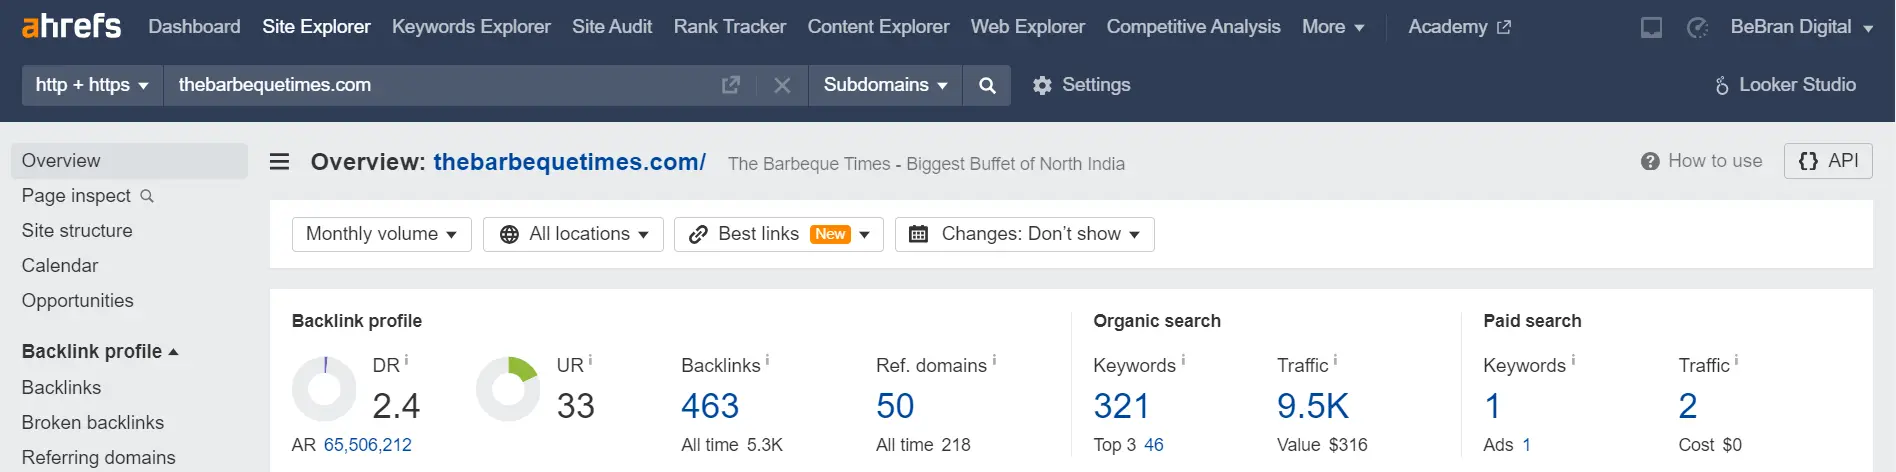 ahrefs Dashboard Site Explorer Keywords Explorer Site Audit Rank Tracker Content Explorer Web Explorer Competitive Analysis More Academy BeBran Digital
http + https thebarbequetimes.com Subdomains Settings Looker Studio
Overview
Page inspect
Site structure
Calendar
Opportunities
Backlink profile
Backlinks
Broken backlinks
Referring domains
Overview: thebarbequetimes.com/ The Barbeque Times - Biggest Buffet of North India How to use {} API
Monthly volume All locations Best links New Changes: Don't show
Backlink profile
DR i UR i Backlinks i Ref. domains i
2.4 33 463 50
AR 65,506,212 All time 5.3K All time 218
Organic search
Keywords i Traffic i
321 9.5K
Top 3 46 Value $316
Paid search
Keywords i Traffic i
1 2
Ads 1 Cost $0